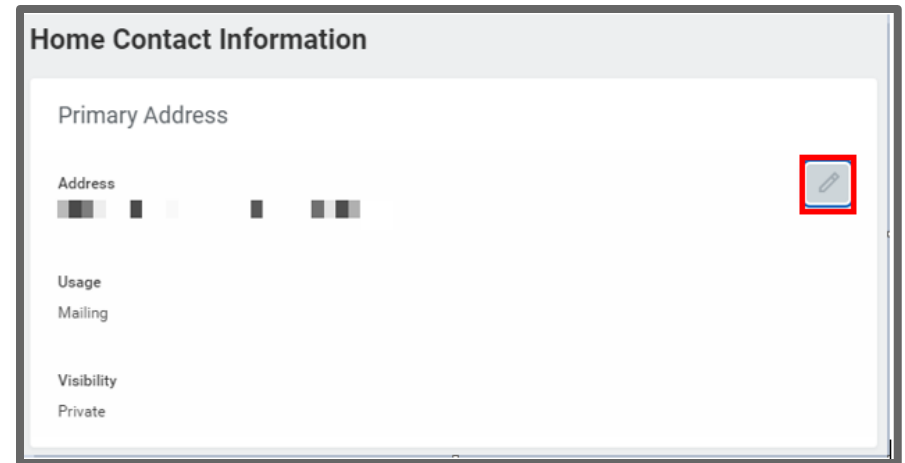 Home Contact Information
Primary Address
Address
Usage
Mailing
Visibility
Private